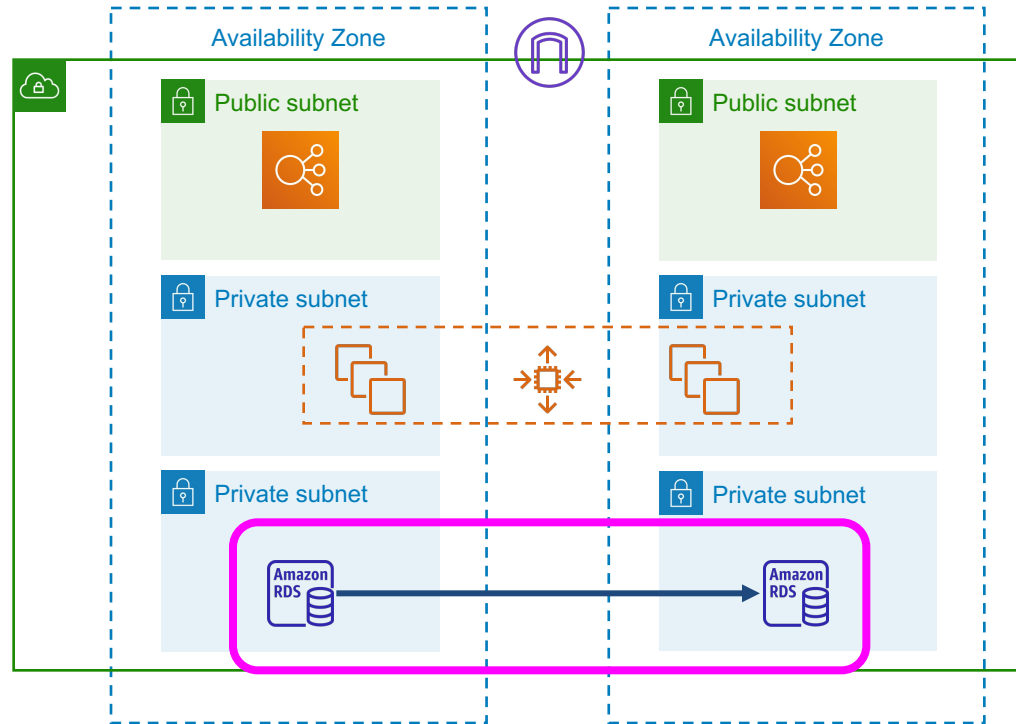 Availability Zone
Availability Zone
Public subnet
Public subnet
Private subnet
Private subnet
Private subnet
Private subnet
Amazon
RDS
Amazon
RDS